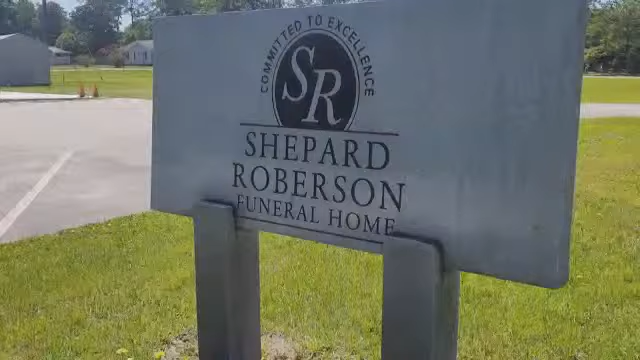 COMMITTED TO EXCELLENCE
SR
SHEPARD
ROBERSON
FUNERAL HOME